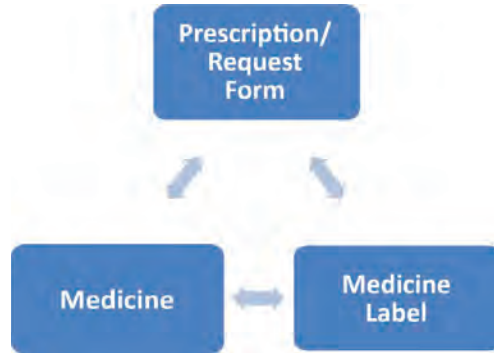 Prescription/
Request
Form
Medicine
Medicine
Label